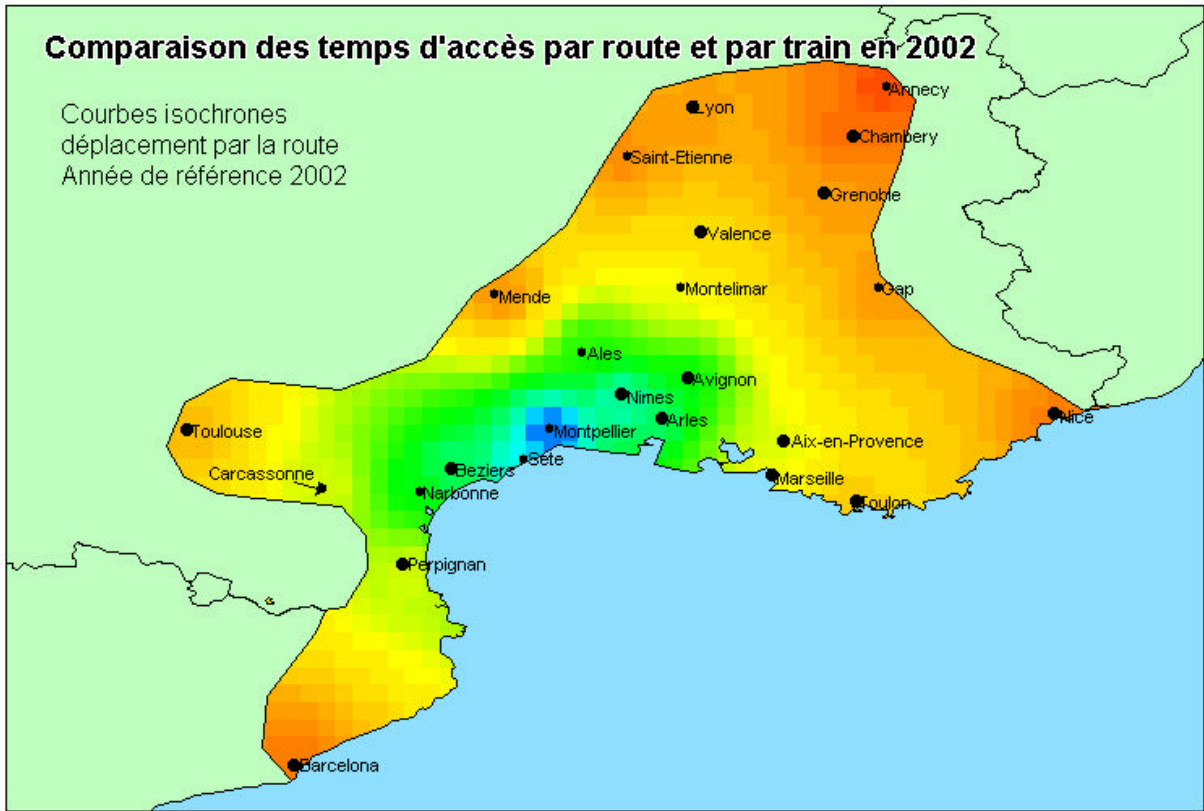 Comparaison des temps d'accès par route et par train en 2002
Courbes isochrones
déplacement par la route
Année de référence 2002
Annecy
Lyon
Chambery
Saint-Etienne
Grenoble
Valence
Montelimar
Gap
Mende
Ales
Avignon
Nimes
Arles
Nice
Toulouse
Montpellier
Aix-en-Provence
Sete
Carcassonne
Beziers
Marseille
Narbonne
Toulon
Perpignan
Barcelona